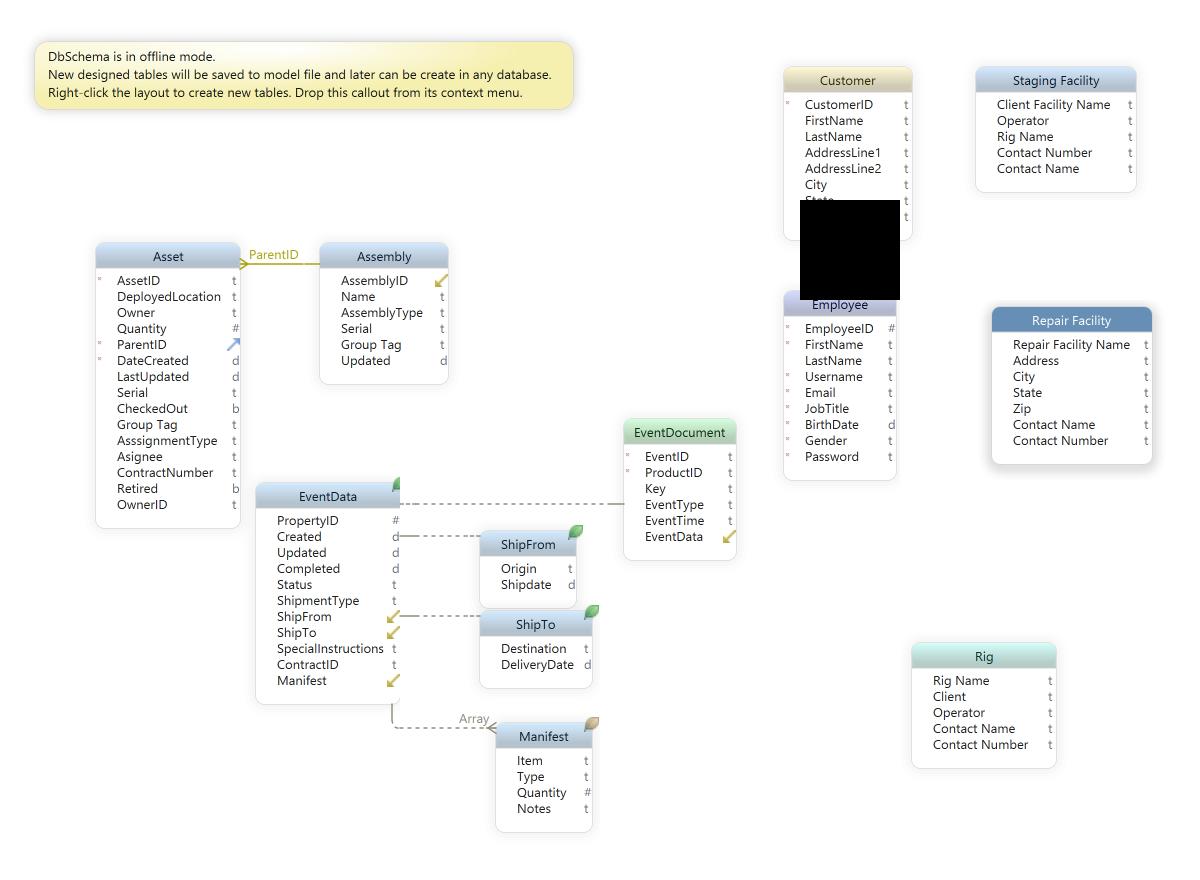 DbSchema is in offline mode.
New designed tables will be saved to model file and later can be create in any database.
Right-click the layout to create new tables. Drop this callout from its context menu.
Customer
* CustomerID t
FirstName t
LastName t
AddressLine1 t
AddressLine2 t
City t
State t
t
Staging Facility
Client Facility Name t
Operator t
Rig Name t
Contact Number t
Contact Name t
Asset
* AssetID t
DeployedLocation t
Owner t
Quantity #
* ParentID
* DateCreated d
LastUpdated d
Serial t
CheckedOut b
Group Tag t
AsssignmentType t
Asignee t
ContractNumber t
Retired b
OwnerID t
ParentID
Assembly
AssemblyID
Name t
AssemblyType t
Serial t
Group Tag t
Updated d
Employee
* EmployeeID #
* FirstName t
LastName t
* Username t
* Email t
* JobTitle t
* BirthDate d
* Gender t
* Password t
Repair Facility
Repair Facility Name t
Address t
City t
State t
Zip t
Contact Name t
Contact Number t
EventDocument
* EventID t
* ProductID t
Key t
EventType t
EventTime t
EventData
EventData
PropertyID #
Created d
Updated d
Completed d
Status t
ShipmentType t
ShipFrom
ShipTo
SpecialInstructions t
ContractID t
Manifest
ShipFrom
Origin t
Shipdate d
ShipTo
Destination t
DeliveryDate d
Array
Manifest
Item t
Type t
Quantity #
Notes t
Rig
Rig Name t
Client t
Operator t
Contact Name t
Contact Number t